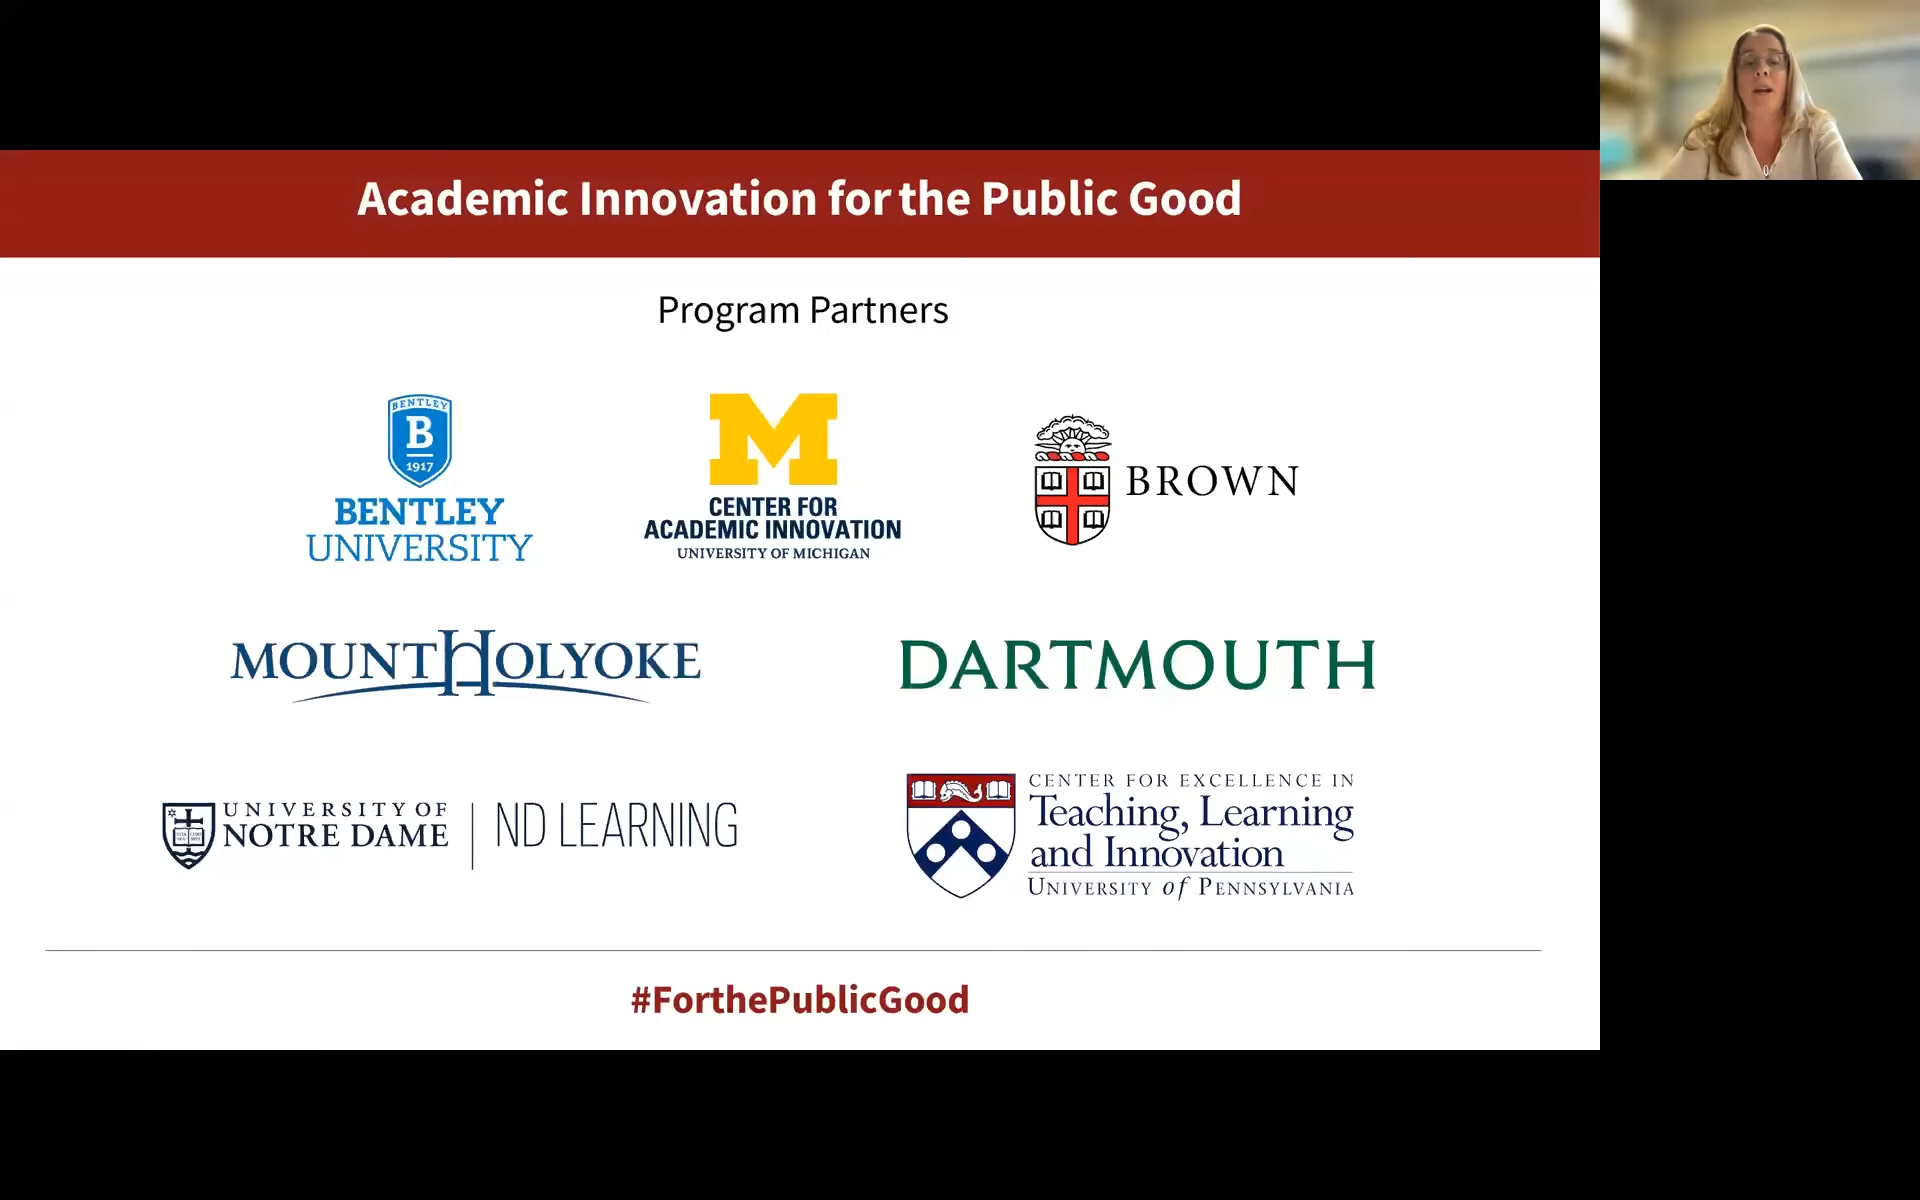 Academic Innovation for the Public Good
Program Partners
BENTLEY
B
1917
BENTLEY
UNIVERSITY
M
CENTER FOR
ACADEMIC INNOVATION
UNIVERSITY OF MICHIGAN
BROWN
MOUNT HOLYOKE
DARTMOUTH
UNIVERSITY OF
NOTRE DAME
ND LEARNING
CENTER FOR EXCELLENCE IN
Teaching, Learning
and Innovation
UNIVERSITY of PENNSYLVANIA
#ForthePublicGood